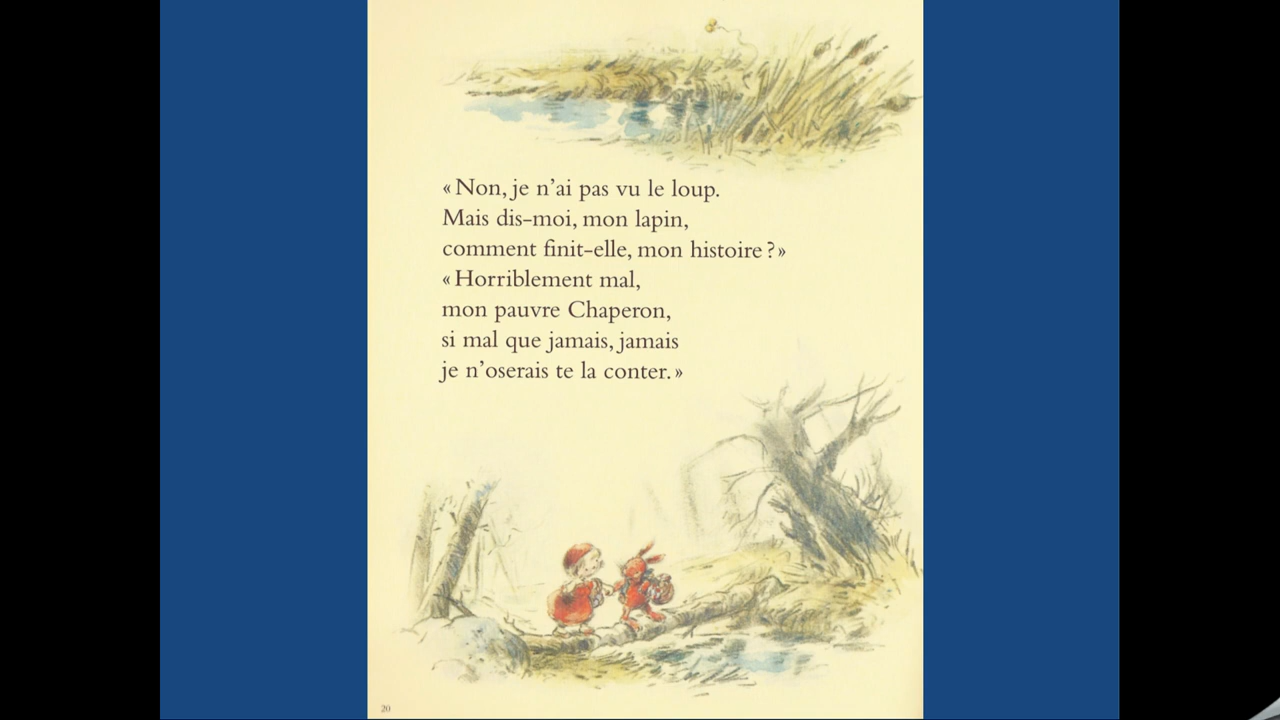 « Non, je n’ai pas vu le loup.
Mais dis-moi, mon lapin,
comment finit-elle, mon histoire ? »
« Horriblement mal,
mon pauvre Chaperon,
si mal que jamais, jamais
je n’oserais te la conter. »
20